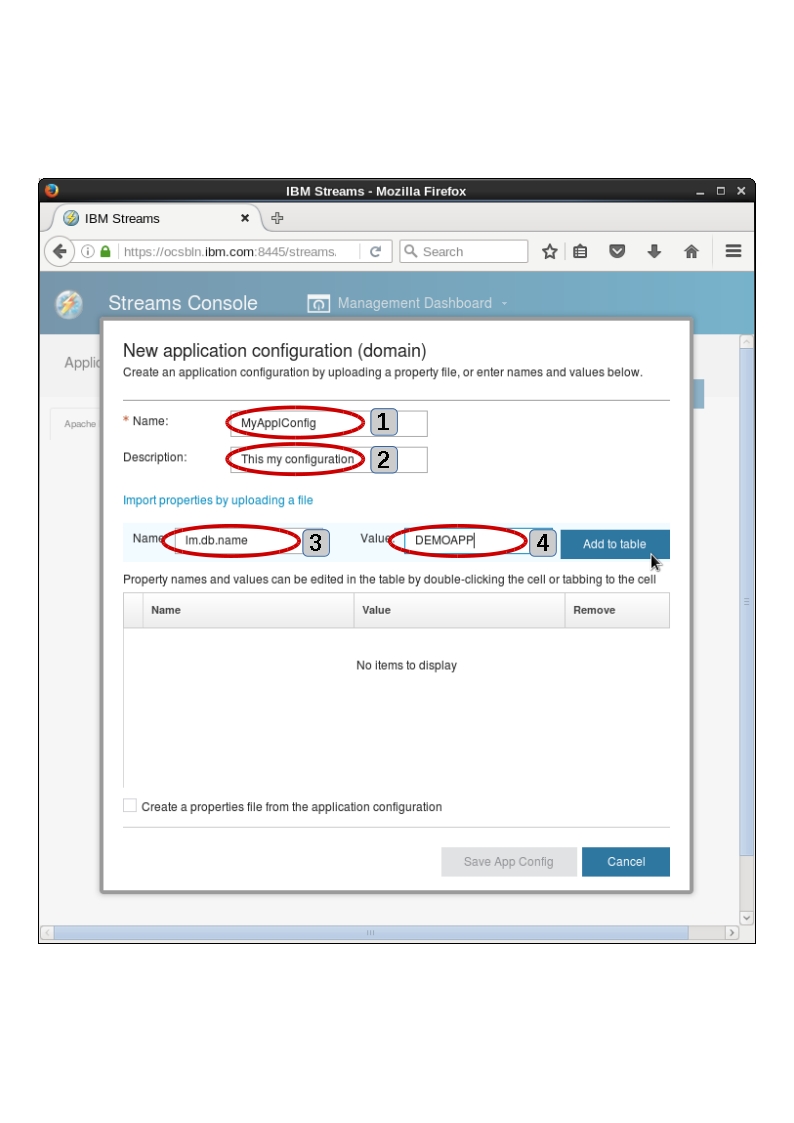 IBM Streams - Mozilla Firefox
IBM Streams
https://ocsbln.ibm.com:8445/streams.
Search
Streams Console
Management Dashboard
Applic
Apache
New application configuration (domain)
Create an application configuration by uploading a property file, or enter names and values below.
* Name: MyApplConfig 1
Description: This my configuration 2
Import properties by uploading a file
Name lm.db.name 3 Value: DEMOAPP 4 Add to table
Property names and values can be edited in the table by double-clicking the cell or tabbing to the cell
Name Value Remove
No items to display
Create a properties file from the application configuration
Save App Config Cancel